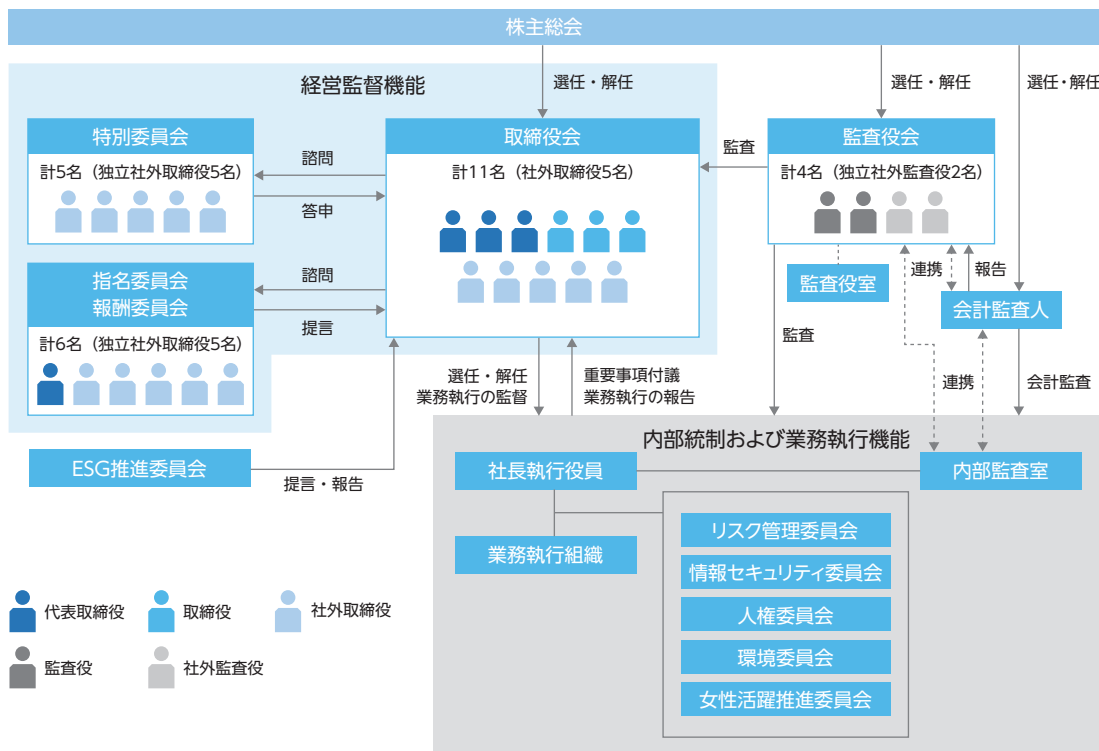 株主総会
経営監督機能
選任・解任
選任・解任
選任・解任
特別委員会
計5名（独立社外取締役5名）
諮問
答申
取締役会
計11名（社外取締役5名）
監査
監査役会
計4名（独立社外監査役2名）
指名委員会
報酬委員会
計6名（独立社外取締役5名）
諮問
提言
監査役室
連携
報告
会計監査人
監査
選任・解任
業務執行の監督
重要事項付議
業務執行の報告
連携
会計監査
ESG推進委員会
提言・報告
内部統制および業務執行機能
社長執行役員
内部監査室
業務執行組織
リスク管理委員会
情報セキュリティ委員会
人権委員会
環境委員会
女性活躍推進委員会
代表取締役
取締役
社外取締役
監査役
社外監査役